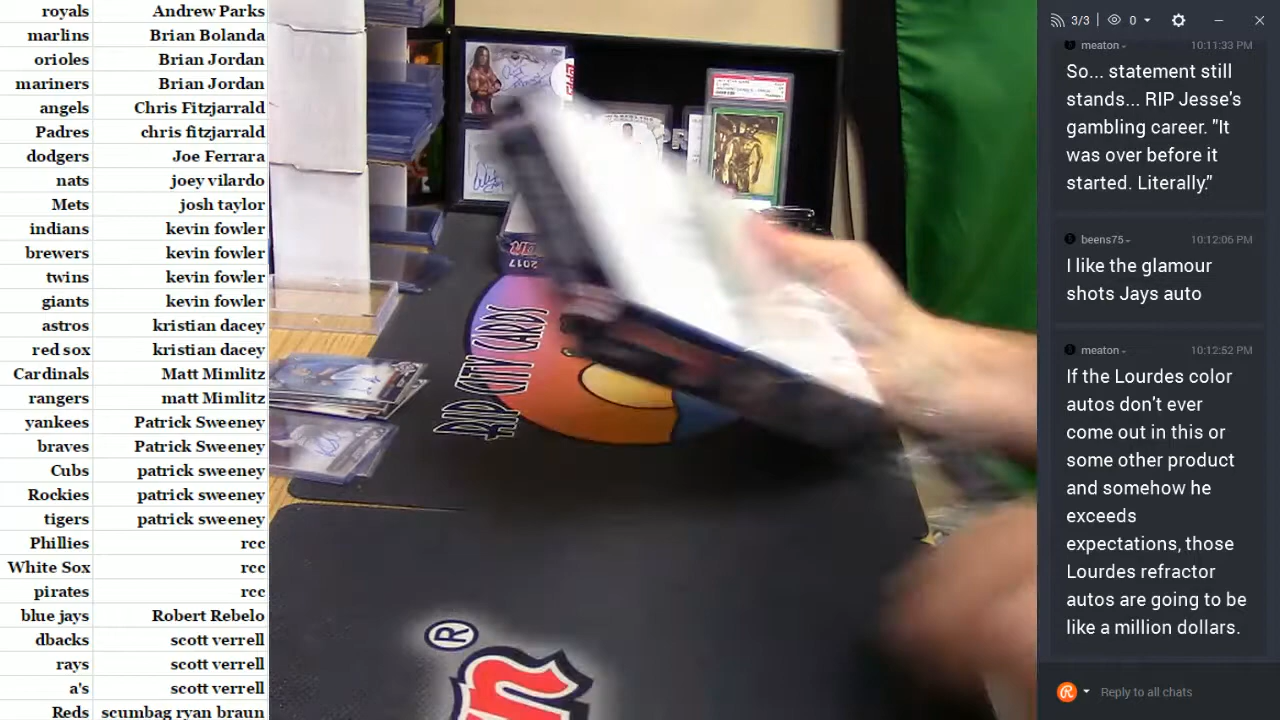 royals Andrew Parks
marlins Brian Bolanda
orioles Brian Jordan
mariners Brian Jordan
angels Chris Fitzjarrald
Padres chris fitzjarrald
dodgers Joe Ferrara
nats joey vilardo
Mets josh taylor
indians kevin fowler
brewers kevin fowler
twins kevin fowler
giants kevin fowler
astros kristian dacey
red sox kristian dacey
Cardinals Matt Mimlitz
rangers matt Mimlitz
yankees Patrick Sweeney
braves Patrick Sweeney
Cubs patrick sweeney
Rockies patrick sweeney
tigers patrick sweeney
Phillies rcc
White Sox rcc
pirates rcc
blue jays Robert Rebelo
dbacks scott verrell
rays scott verrell
a's scott verrell
Reds scumbag ryan braun
2017
RIP CITY CARDS
®
3/3
0
meaton
10:11:33 PM
So... statement still
stands... RIP Jesse's
gambling career. "It
was over before it
started. Literally."
beens75
10:12:06 PM
I like the glamour
shots Jays auto
meaton
10:12:52 PM
If the Lourdes color
autos don't ever
come out in this or
some other product
and somehow he
exceeds
expectations, those
Lourdes refractor
autos are going to be
like a million dollars.
Reply to all chats